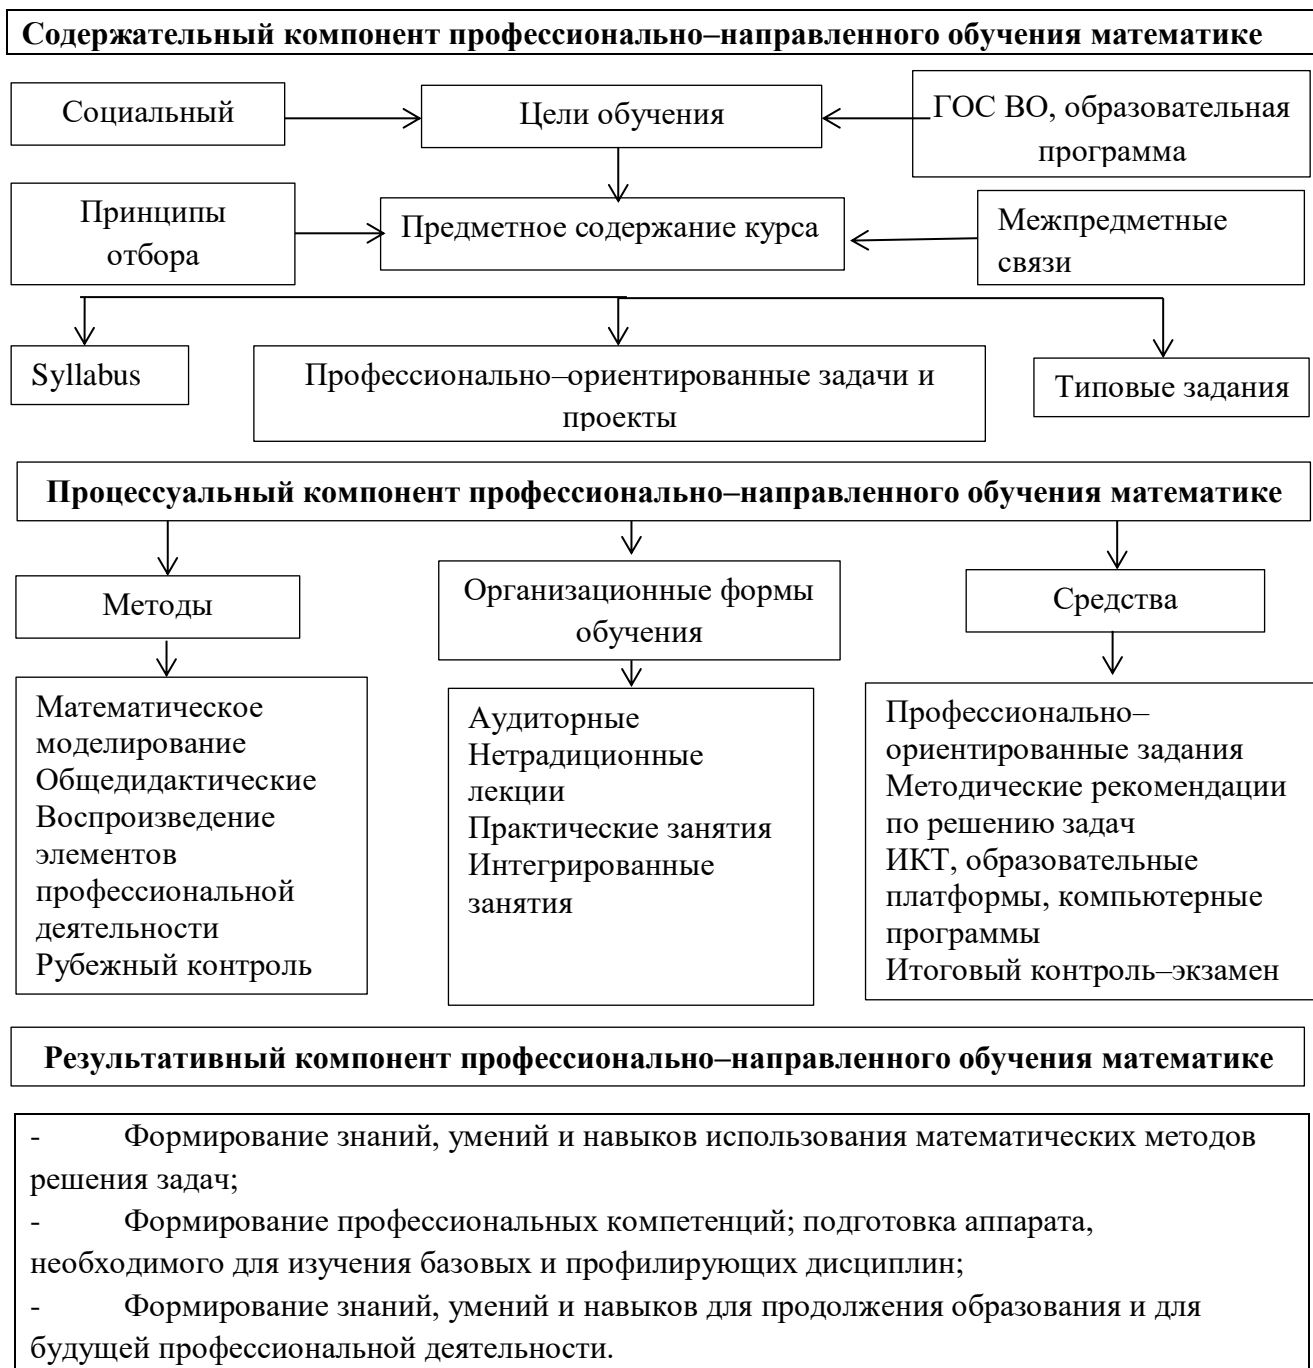 Содержательный компонент профессионально–направленного обучения математике
Социальный
Цели обучения
ГОС ВО, образовательная
программа
Принципы
отбора
Предметное содержание курса
Межпредметные
связи
Syllabus
Профессионально–ориентированные задачи и
проекты
Типовые задания
Процессуальный компонент профессионально–направленного обучения математике
Методы
Организационные формы
обучения
Средства
Математическое
моделирование
Общедидактические
Воспроизведение
элементов
профессиональной
деятельности
Рубежный контроль
Аудиторные
Нетрадиционные
лекции
Практические занятия
Интегрированные
занятия
Профессионально–
ориентированные задания
Методические рекомендации
по решению задач
ИКТ, образовательные
платформы, компьютерные
программы
Итоговый контроль–экзамен
Результативный компонент профессионально–направленного обучения математике
- Формирование знаний, умений и навыков использования математических методов
решения задач;
- Формирование профессиональных компетенций; подготовка аппарата,
необходимого для изучения базовых и профилирующих дисциплин;
- Формирование знаний, умений и навыков для продолжения образования и для
будущей профессиональной деятельности.